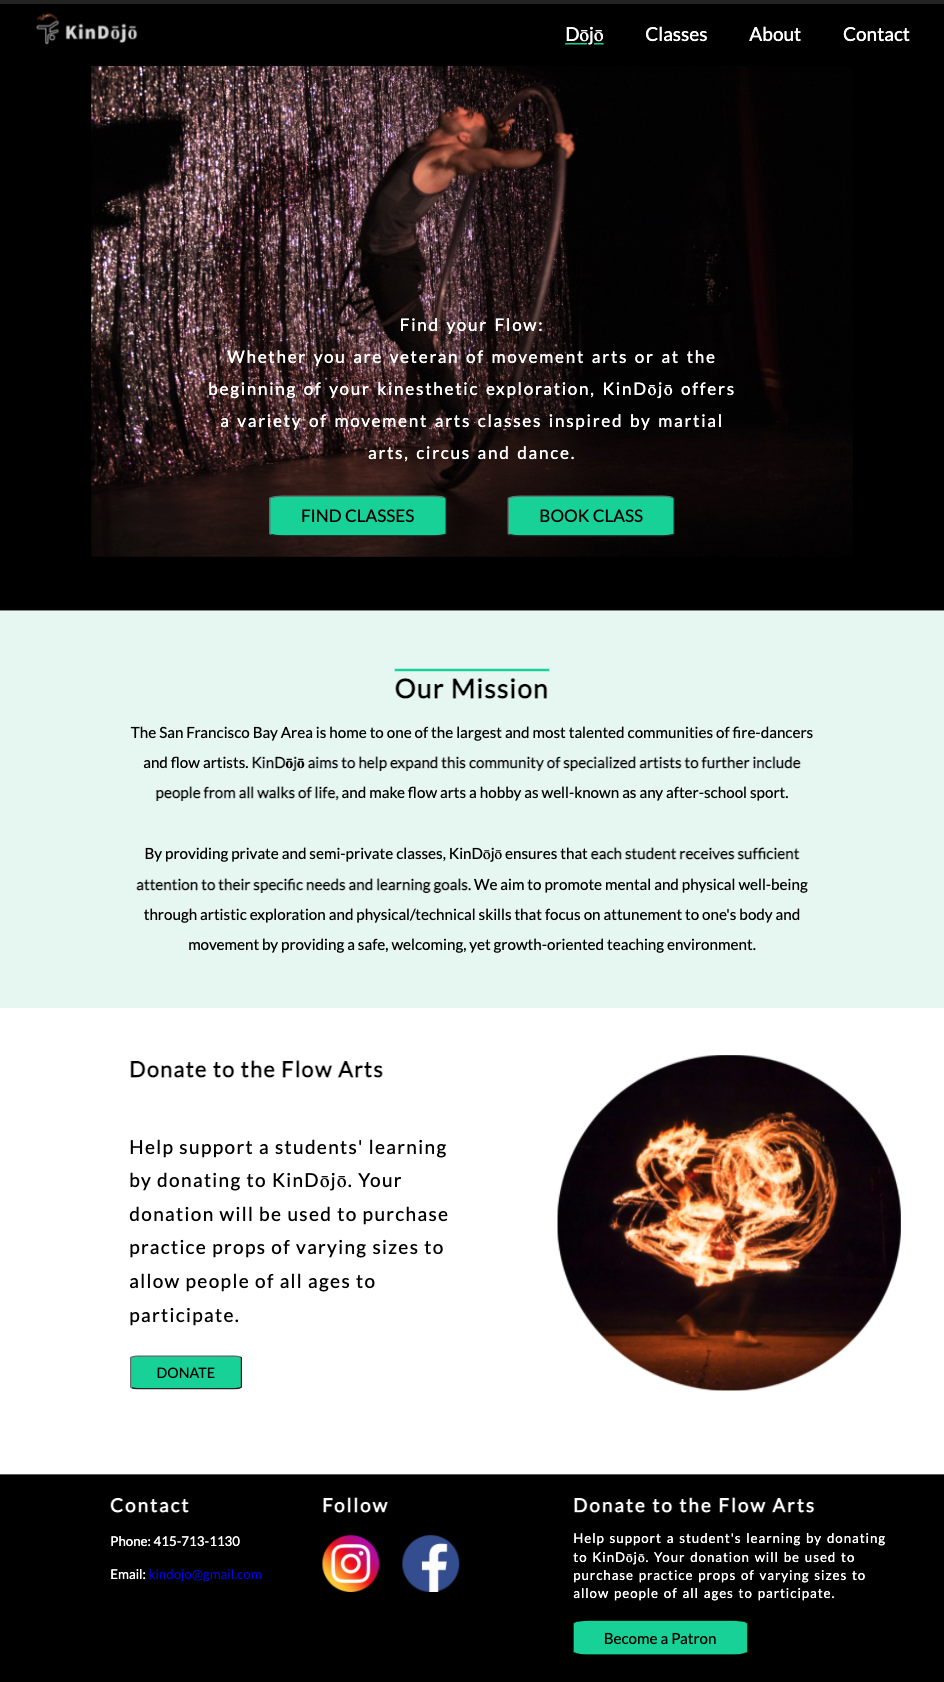 KinDōjō
Dōjō Classes About Contact
Find your Flow:
Whether you are veteran of movement arts or at the
beginning of your kinesthetic exploration, KinDōjō offers
a variety of movement arts classes inspired by martial
arts, circus and dance.
FIND CLASSES BOOK CLASS
Our Mission
The San Francisco Bay Area is home to one of the largest and most talented communities of fire-dancers
and flow artists. KinDōjō aims to help expand this community of specialized artists to further include
people from all walks of life, and make flow arts a hobby as well-known as any after-school sport.
By providing private and semi-private classes, KinDōjō ensures that each student receives sufficient
attention to their specific needs and learning goals. We aim to promote mental and physical well-being
through artistic exploration and physical/technical skills that focus on attunement to one's body and
movement by providing a safe, welcoming, yet growth-oriented teaching environment.
Donate to the Flow Arts
Help support a students' learning
by donating to KinDōjō. Your
donation will be used to purchase
practice props of varying sizes to
allow people of all ages to
participate.
DONATE
Contact
Phone: 415-713-1130
Email: kindojo@gmail.com
Follow
Donate to the Flow Arts
Help support a student's learning by donating
to KinDōjō. Your donation will be used to
purchase practice props of varying sizes to
allow people of all ages to participate.
Become a Patron